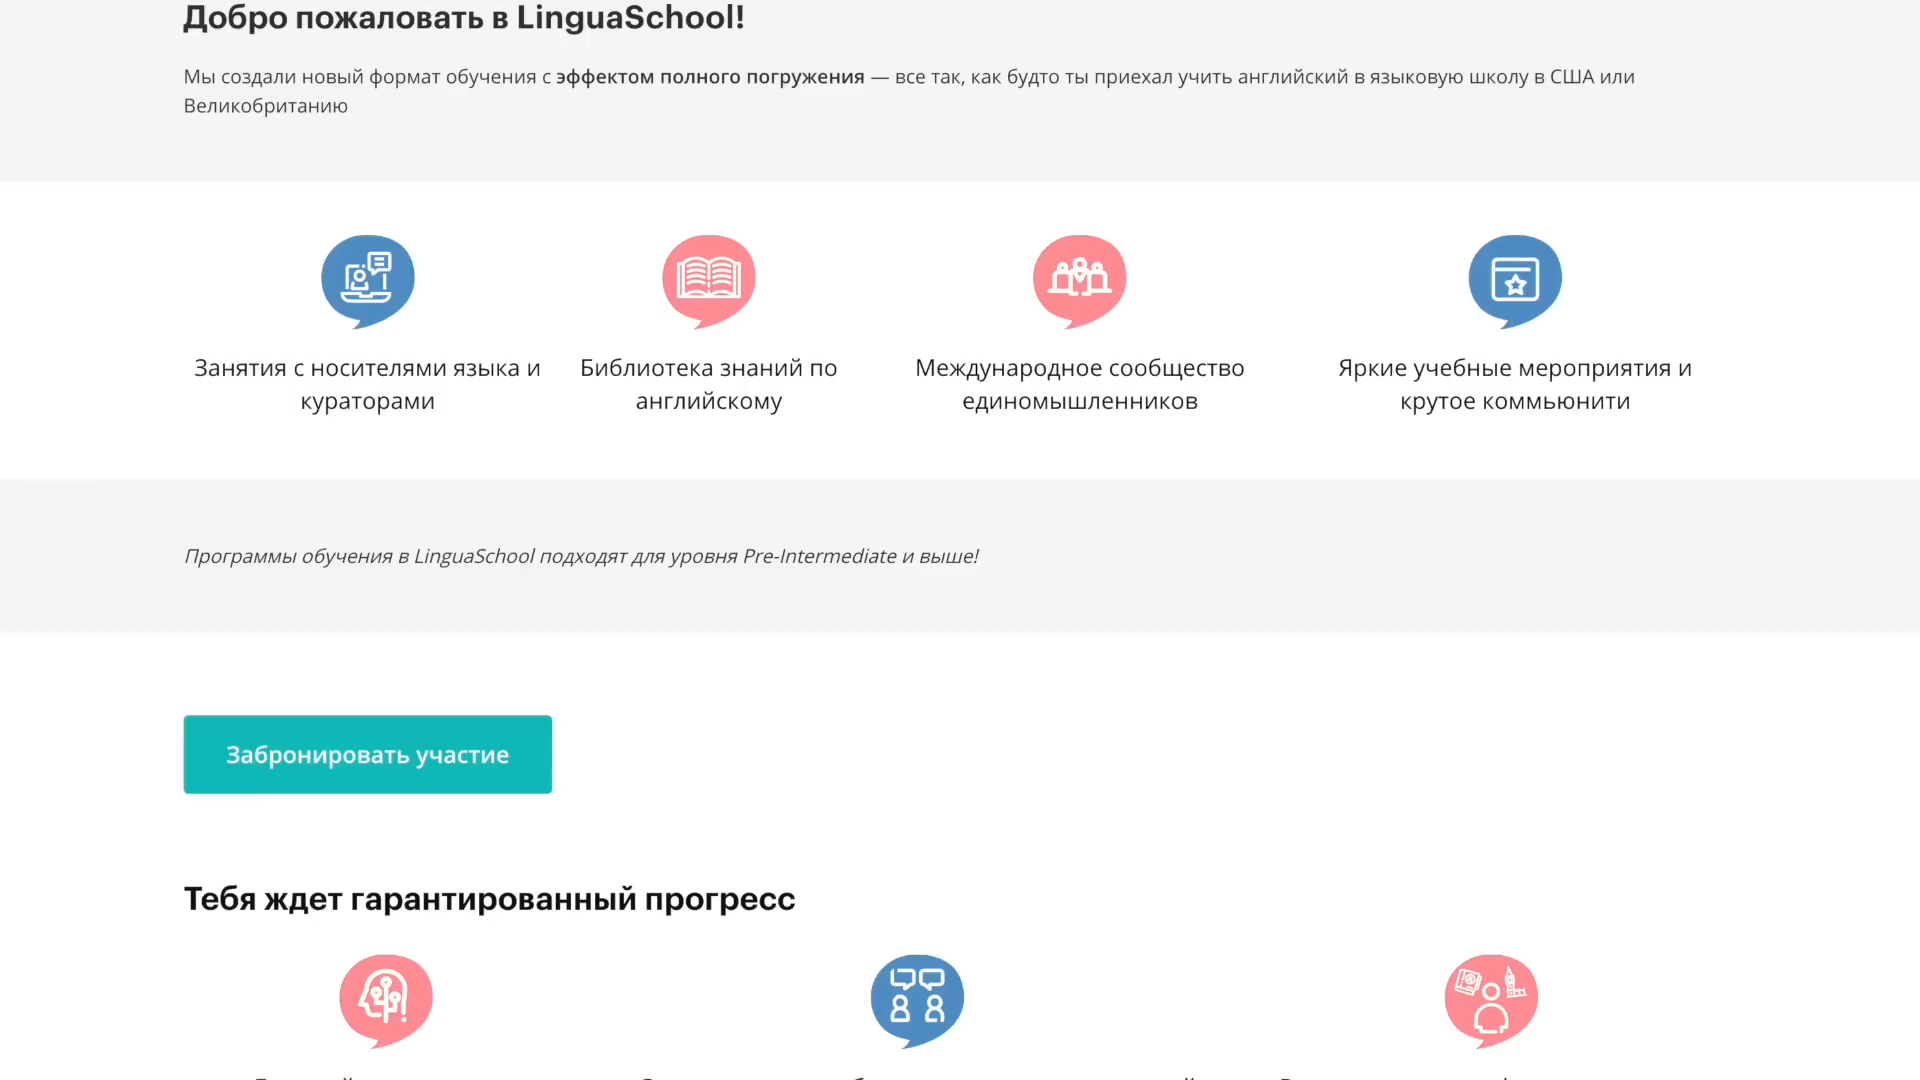 Добро пожаловать в LinguaSchool!
Мы создали новый формат обучения с эффектом полного погружения — все так, как будто ты приехал учить английский в языковую школу в США или
Великобританию
Занятия с носителями языка и
кураторами
Библиотека знаний по
английскому
Международное сообщество
единомышленников
Яркие учебные мероприятия и
крутое коммьюнити
Программы обучения в LinguaSchool подходят для уровня Pre-Intermediate и выше!
Забронировать участие
Тебя ждет гарантированный прогресс